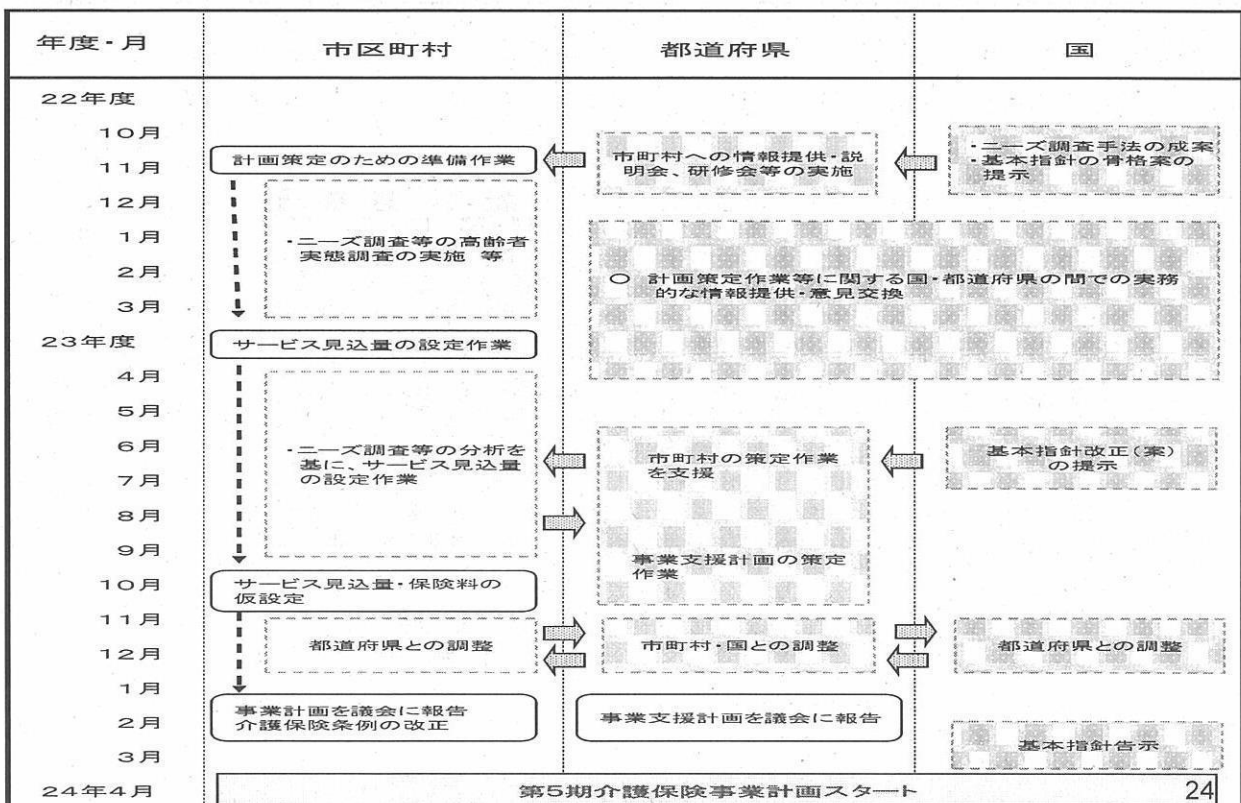 年度・月
市区町村
都道府県
国
22年度
10月
11月
12月
1月
2月
3月
23年度
4月
5月
6月
7月
8月
9月
10月
11月
12月
1月
2月
3月
24年4月
計画策定のための準備作業
・ニーズ調査等の高齢者
実態調査の実施 等
サービス見込量の設定作業
・ニーズ調査等の分析を
基に、サービス見込量
の設定作業
サービス見込量・保険料の
仮設定
都道府県との調整
事業計画を議会に報告
介護保険条例の改正
市町村への情報提供・説
明会、研修会等の実施
・ニーズ調査手法の成案
・基本指針の骨格案の
提示
○ 計画策定作業等に関する国・都道府県の間での実務
的な情報提供・意見交換
市町村の策定作業
を支援
事業支援計画の策定
作業
基本指針改正(案)
の提示
市町村・国との調整
都道府県との調整
事業支援計画を議会に報告
基本指針告示
第5期介護保険事業計画スタート
24